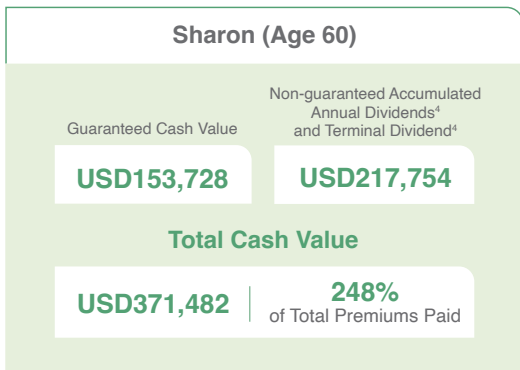 Sharon (Age 60)
Guaranteed Cash Value
Non-guaranteed Accumulated
Annual Dividends⁴
and Terminal Dividend⁴
USD153,728
USD217,754
Total Cash Value
USD371,482
248%
of Total Premiums Paid